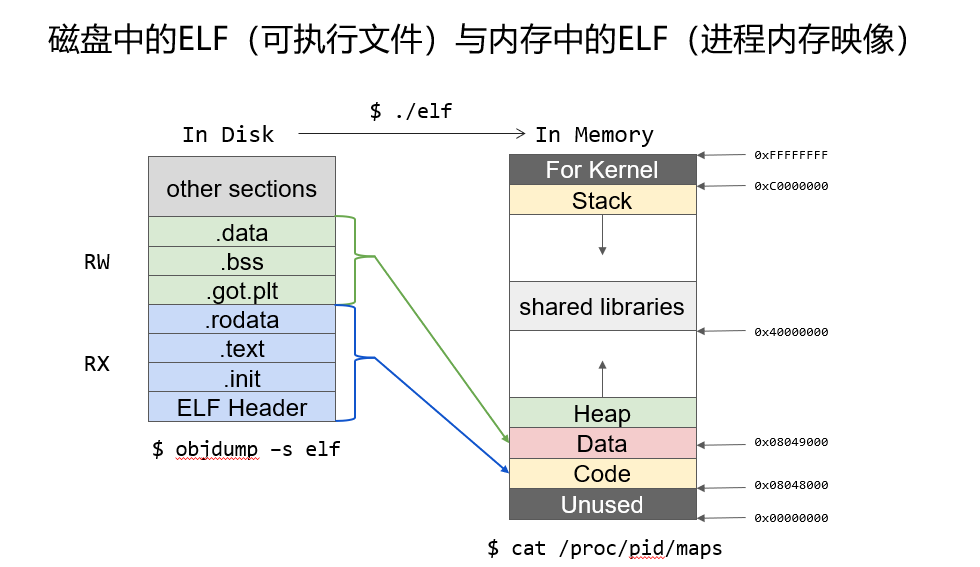 磁盘中的ELF（可执行文件）与内存中的ELF（进程内存映像）
$ ./elf
In Disk
In Memory
other sections
.data
.bss
.got.plt
.rodata
.text
.init
ELF Header
RW
RX
$ objdump –s elf
For Kernel
Stack
shared libraries
Heap
Data
Code
Unused
0xFFFFFFFF
0xC0000000
0x40000000
0x08049000
0x08048000
0x00000000
$ cat /proc/pid/maps